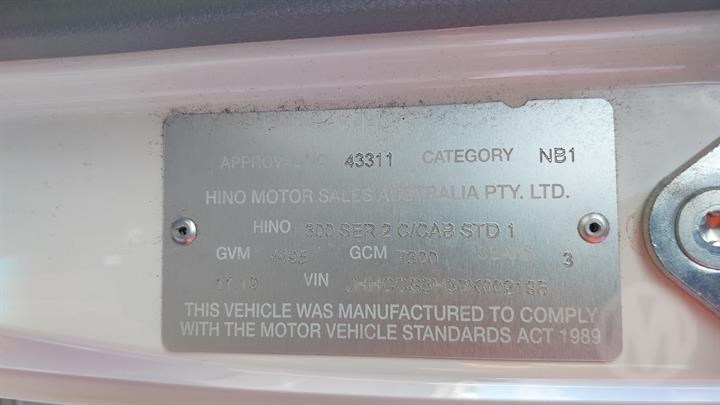 APPROVAL NO. 43311 CATEGORY NB1
HINO MOTOR SALES AUSTRALIA PTY. LTD.
HINO 300 SER 2 C/CAB STD 1
GVM 4495 GCM 7300 SEATS 3
11 19 VIN
THIS VEHICLE WAS MANUFACTURED TO COMPLY
WITH THE MOTOR VEHICLE STANDARDS ACT 1989